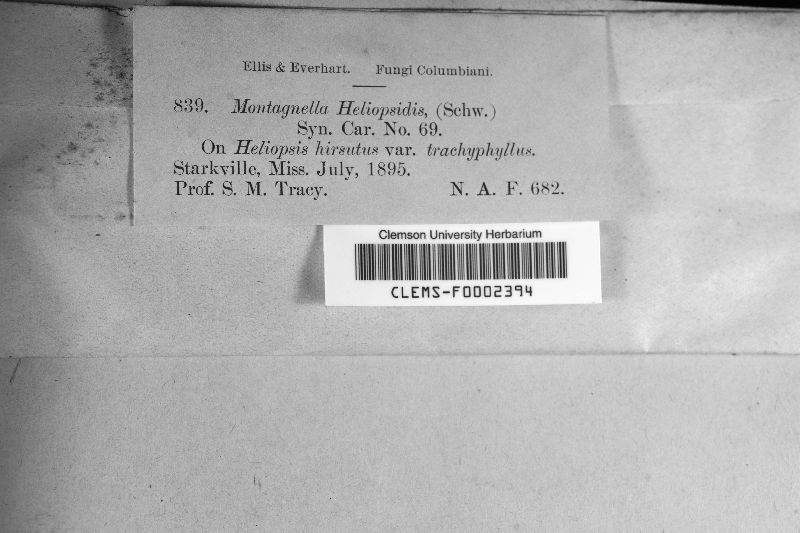 Ellis & Everhart. Fungi Columbiani.
839. Montagnella Heliopsidis, (Schw.)
Syn. Car. No. 69.
On Heliopsis hirsutus var. trachyphyllus.
Starkville, Miss. July, 1895.
Prof. S. M. Tracy. N. A. F. 682.
Clemson University Herbarium
CLEMS-F0002394